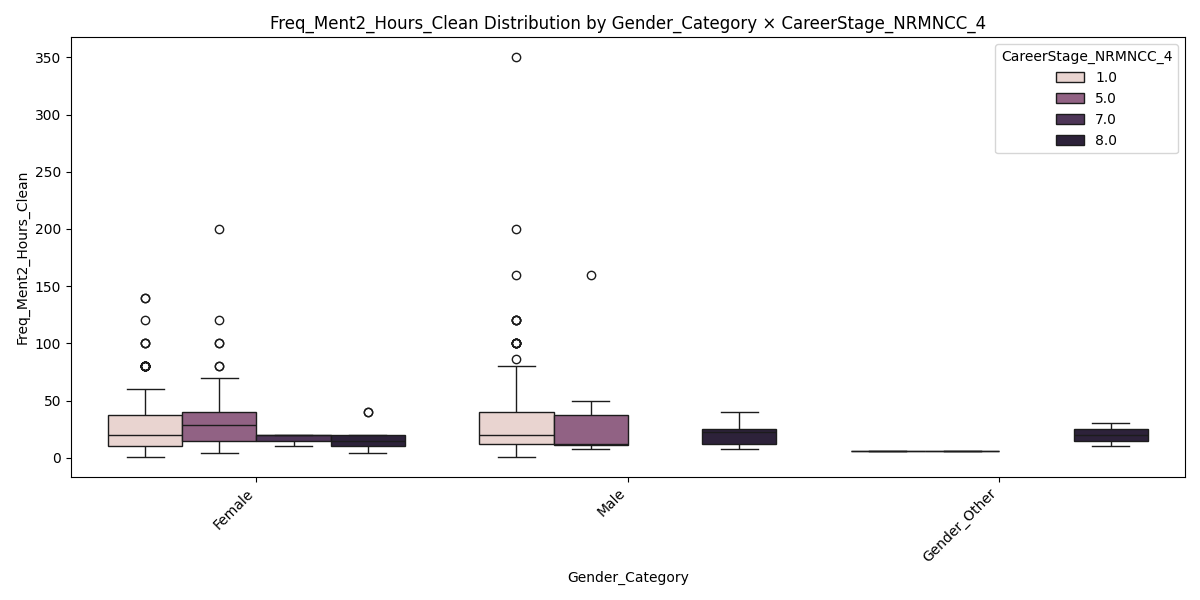 Freq_Ment2_Hours_Clean Distribution by Gender_Category × CareerStage_NRMNCC_4
CareerStage_NRMNCC_4
1.0
5.0
7.0
8.0
Freq_Ment2_Hours_Clean
350
300
250
200
150
100
50
0
Female
Male
Gender_Other
Gender_Category